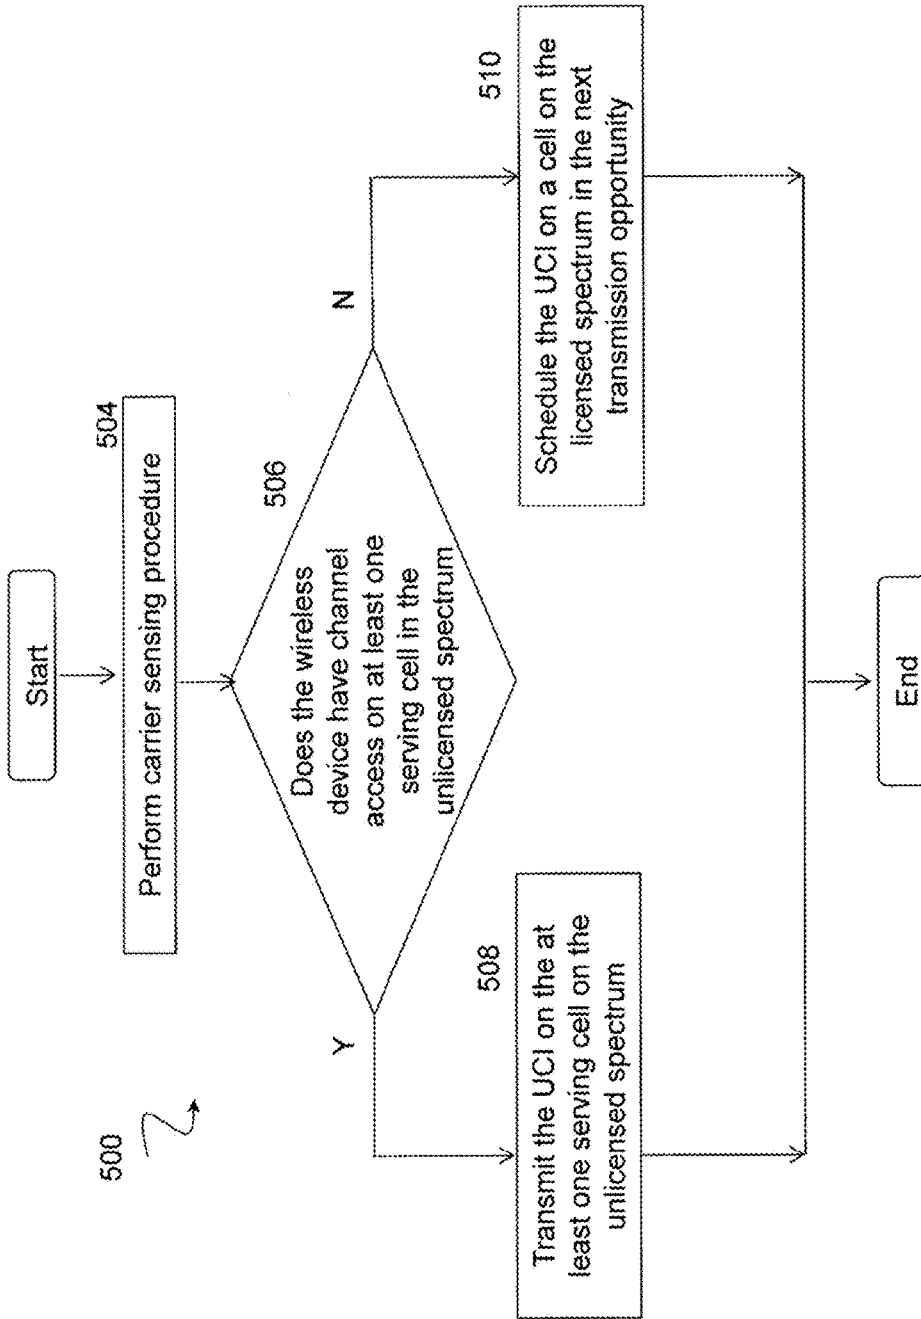 500
Start
504
Perform carrier sensing procedure
506
Does the wireless
device have channel
access on at least one
serving cell in the
unlicensed spectrum
Y
N
508
Transmit the UCI on the at
least one serving cell on the
unlicensed spectrum
510
Schedule the UCI on a cell on the
licensed spectrum in the next
transmission opportunity
End